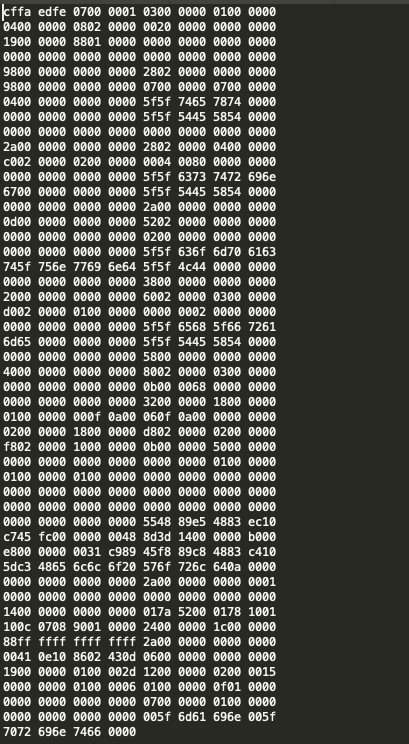 cffa edfe 0700 0001 0300 0000 0100 0000
0400 0000 0802 0000 0020 0000 0000 0000
1900 0000 8801 0000 0000 0000 0000 0000
0000 0000 0000 0000 0000 0000 0000 0000
9800 0000 0000 0000 2802 0000 0000 0000
9800 0000 0000 0000 0700 0000 0700 0000
0400 0000 0000 0000 5f5f 7465 7874 0000
0000 0000 0000 0000 5f5f 5445 5854 0000
0000 0000 0000 0000 0000 0000 0000 0000
2a00 0000 0000 0000 2802 0000 0400 0000
c002 0000 0200 0000 0004 0080 0000 0000
0000 0000 0000 0000 5f5f 6373 7472 696e
6700 0000 0000 0000 5f5f 5445 5854 0000
0000 0000 0000 0000 2a00 0000 0000 0000
0d00 0000 0000 0000 5202 0000 0000 0000
0000 0000 0000 0000 0200 0000 0000 0000
0000 0000 0000 0000 5f5f 636f 6d70 6163
745f 756e 7769 6e64 5f5f 4c44 0000 0000
0000 0000 0000 0000 3800 0000 0000 0000
2000 0000 0000 0000 6002 0000 0300 0000
d002 0000 0100 0000 0000 0002 0000 0000
0000 0000 0000 0000 5f5f 6568 5f66 7261
6d65 0000 0000 0000 5f5f 5445 5854 0000
0000 0000 0000 0000 5800 0000 0000 0000
4000 0000 0000 0000 8002 0000 0300 0000
0000 0000 0000 0000 0b00 0068 0000 0000
0000 0000 0000 0000 3200 0000 1800 0000
0100 0000 000f 0a00 060f 0a00 0000 0000
0200 0000 1800 0000 d802 0000 0200 0000
f802 0000 1000 0000 0b00 0000 5000 0000
0000 0000 0000 0000 0000 0000 0100 0000
0100 0000 0100 0000 0000 0000 0000 0000
0000 0000 0000 0000 0000 0000 0000 0000
0000 0000 0000 0000 0000 0000 0000 0000
0000 0000 0000 0000 5548 89e5 4883 ec10
c745 fc00 0000 0048 8d3d 1400 0000 b000
e800 0000 0031 c989 45f8 89c8 4883 c410
5dc3 4865 6c6c 6f20 576f 726c 640a 0000
0000 0000 0000 0000 2a00 0000 0000 0001
0000 0000 0000 0000 0000 0000 0000 0000
1400 0000 0000 0000 017a 5200 0178 1001
100c 0708 9001 0000 2400 0000 1c00 0000
88ff ffff ffff ffff 2a00 0000 0000 0000
0041 0e10 8602 430d 0600 0000 0000 0000
1900 0000 0100 002d 1200 0000 0200 0015
0000 0000 0100 0006 0100 0000 0f01 0000
0000 0000 0000 0000 0700 0000 0100 0000
0000 0000 0000 0000 005f 6d61 696e 005f
7072 696e 7466 0000